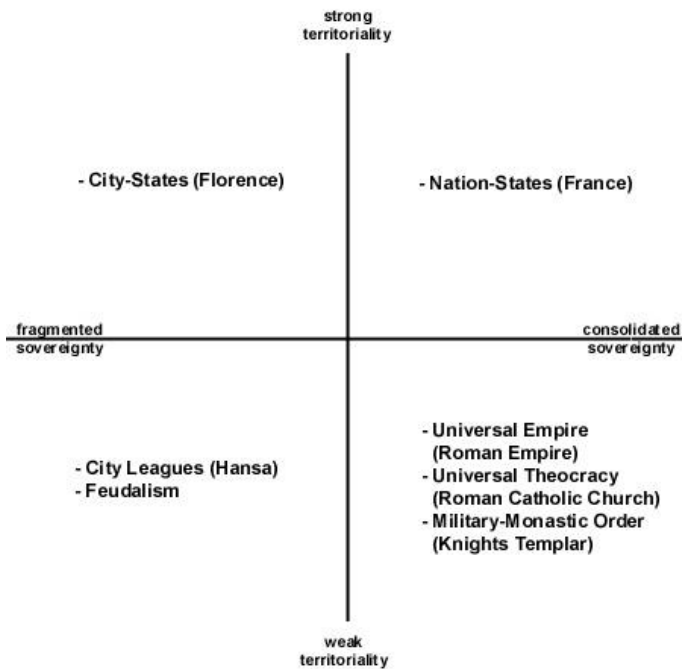 strong
territoriality
- City-States (Florence)
- Nation-States (France)
fragmented
sovereignty
consolidated
sovereignty
- City Leagues (Hansa)
- Feudalism
- Universal Empire
(Roman Empire)
- Universal Theocracy
(Roman Catholic Church)
- Military-Monastic Order
(Knights Templar)
weak
territoriality